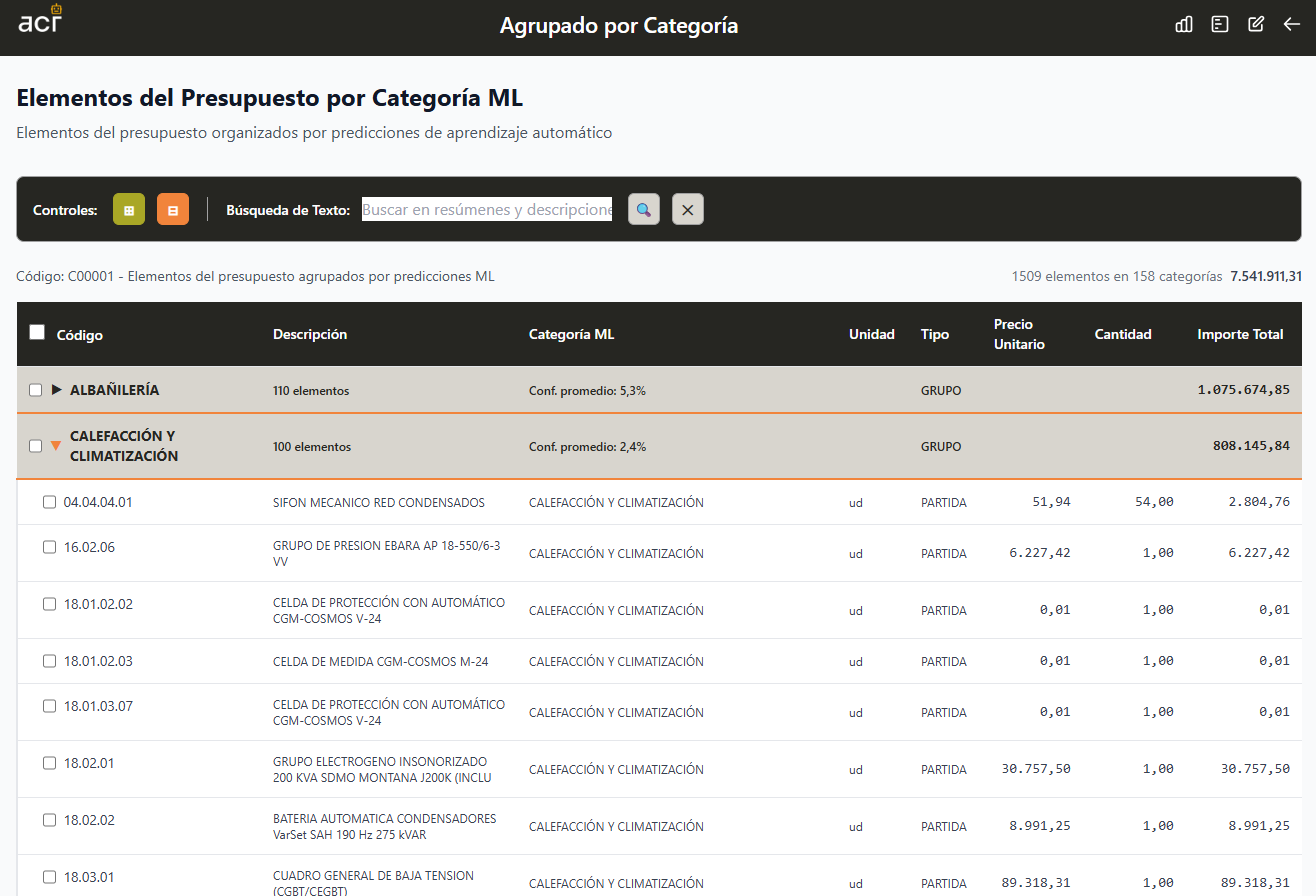 acr
Agrupado por Categoría
Elementos del Presupuesto por Categoría ML
Elementos del presupuesto organizados por predicciones de aprendizaje automático
Controles:
Búsqueda de Texto: Buscar en resúmenes y descripcione
Código: C00001 - Elementos del presupuesto agrupados por predicciones ML
1509 elementos en 158 categorías 7.541.911,31
Código Descripción Categoría ML Unidad Tipo Precio Unitario Cantidad Importe Total
ALBAÑILERÍA 110 elementos Conf. promedio: 5,3% GRUPO 1.075.674,85
CALEFACCIÓN Y CLIMATIZACIÓN 100 elementos Conf. promedio: 2,4% GRUPO 808.145,84
04.04.04.01 SIFON MECANICO RED CONDENSADOS CALEFACCIÓN Y CLIMATIZACIÓN ud PARTIDA 51,94 54,00 2.804,76
16.02.06 GRUPO DE PRESION EBARA AP 18-550/6-3 VV CALEFACCIÓN Y CLIMATIZACIÓN ud PARTIDA 6.227,42 1,00 6.227,42
18.01.02.02 CELDA DE PROTECCIÓN CON AUTOMÁTICO CGM-COSMOS V-24 CALEFACCIÓN Y CLIMATIZACIÓN ud PARTIDA 0,01 1,00 0,01
18.01.02.03 CELDA DE MEDIDA CGM-COSMOS M-24 CALEFACCIÓN Y CLIMATIZACIÓN ud PARTIDA 0,01 1,00 0,01
18.01.03.07 CELDA DE PROTECCIÓN CON AUTOMÁTICO CGM-COSMOS V-24 CALEFACCIÓN Y CLIMATIZACIÓN ud PARTIDA 0,01 1,00 0,01
18.02.01 GRUPO ELECTROGENO INSONORIZADO 200 KVA SDMO MONTANA J200K (INCLU CALEFACCIÓN Y CLIMATIZACIÓN ud PARTIDA 30.757,50 1,00 30.757,50
18.02.02 BATERIA AUTOMATICA CONDENSADORES VarSet SAH 190 Hz 275 kVAR CALEFACCIÓN Y CLIMATIZACIÓN ud PARTIDA 8.991,25 1,00 8.991,25
18.03.01 CUADRO GENERAL DE BAJA TENSION (CGBT/CEGBT) CALEFACCIÓN Y CLIMATIZACIÓN ud PARTIDA 89.318,31 1,00 89.318,31